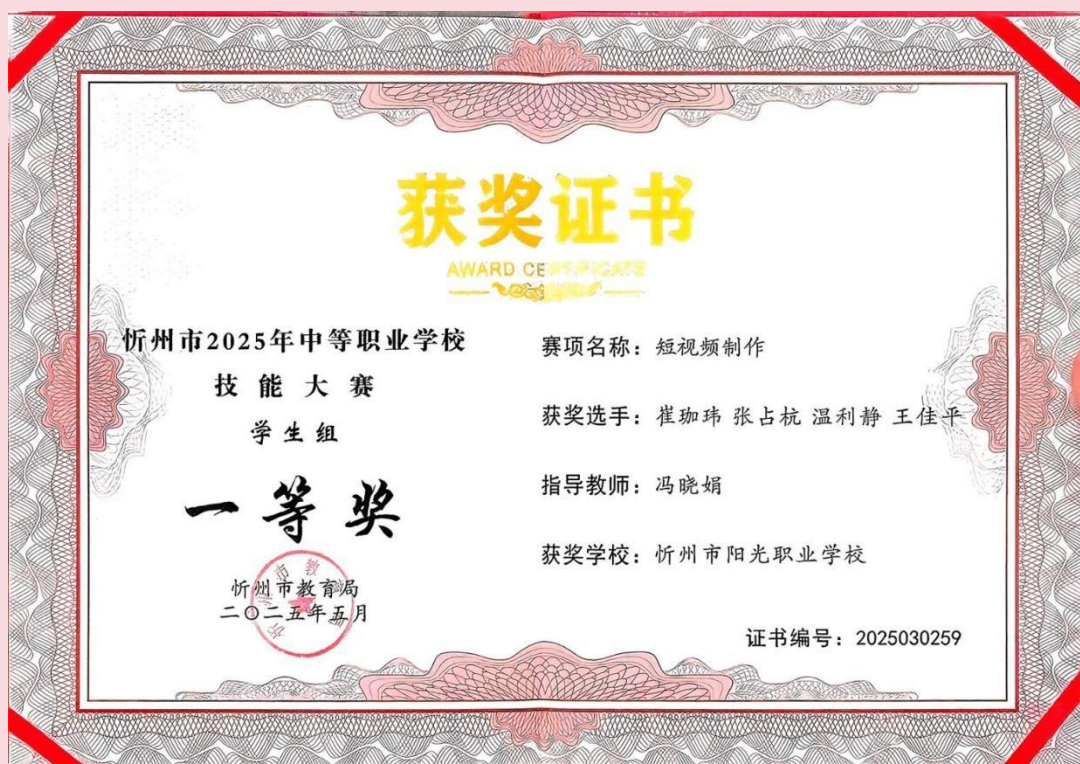 获奖证书
AWARD CERTIFICATE
忻州市2025年中等职业学校
技能大赛
学生组
一等奖
忻州市教育局
二〇二五年五月
赛项名称：短视频制作
获奖选手：崔珈玮 张占杭 温利静 王佳平
指导教师：冯晓娟
获奖学校：忻州市阳光职业学校
证书编号：2025030259